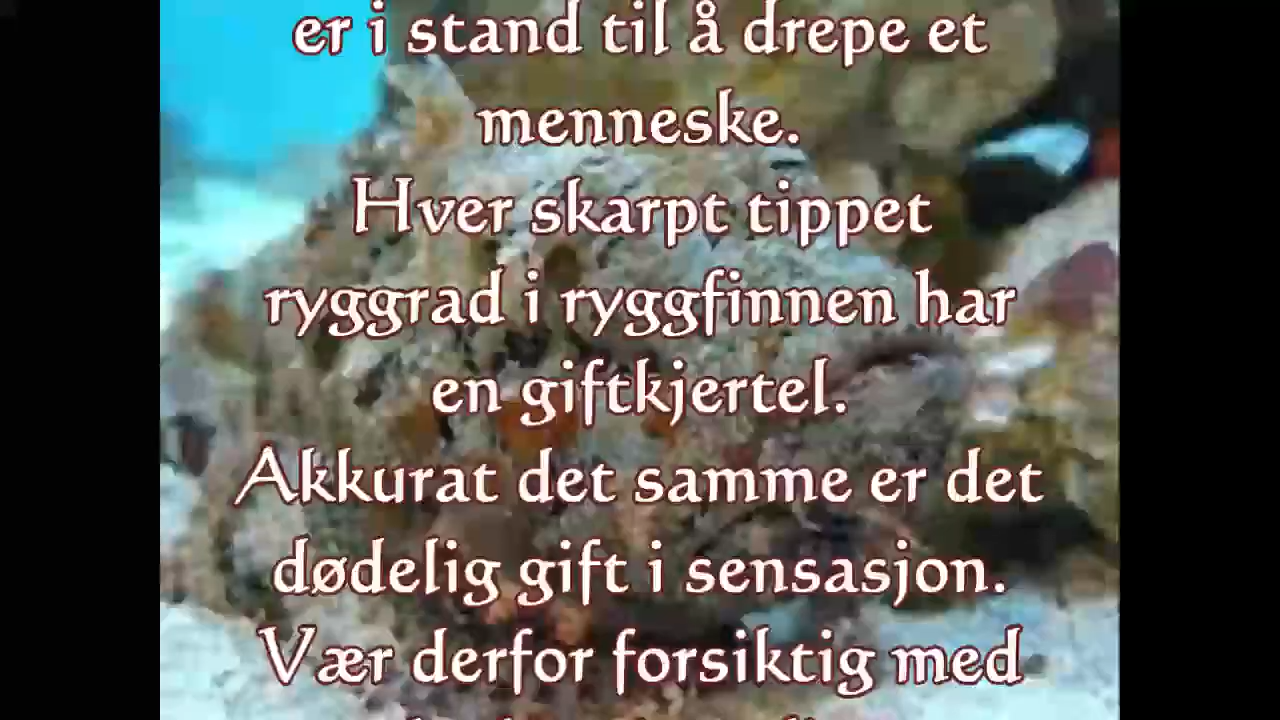 er i stand til å drepe et
menneske.
Hver skarpt tippet
ryggrad i ryggfinnen har
en giftkjertel.
Akkurat det samme er det
dødelig gift i sensasjon.
Vær derfor forsiktig med